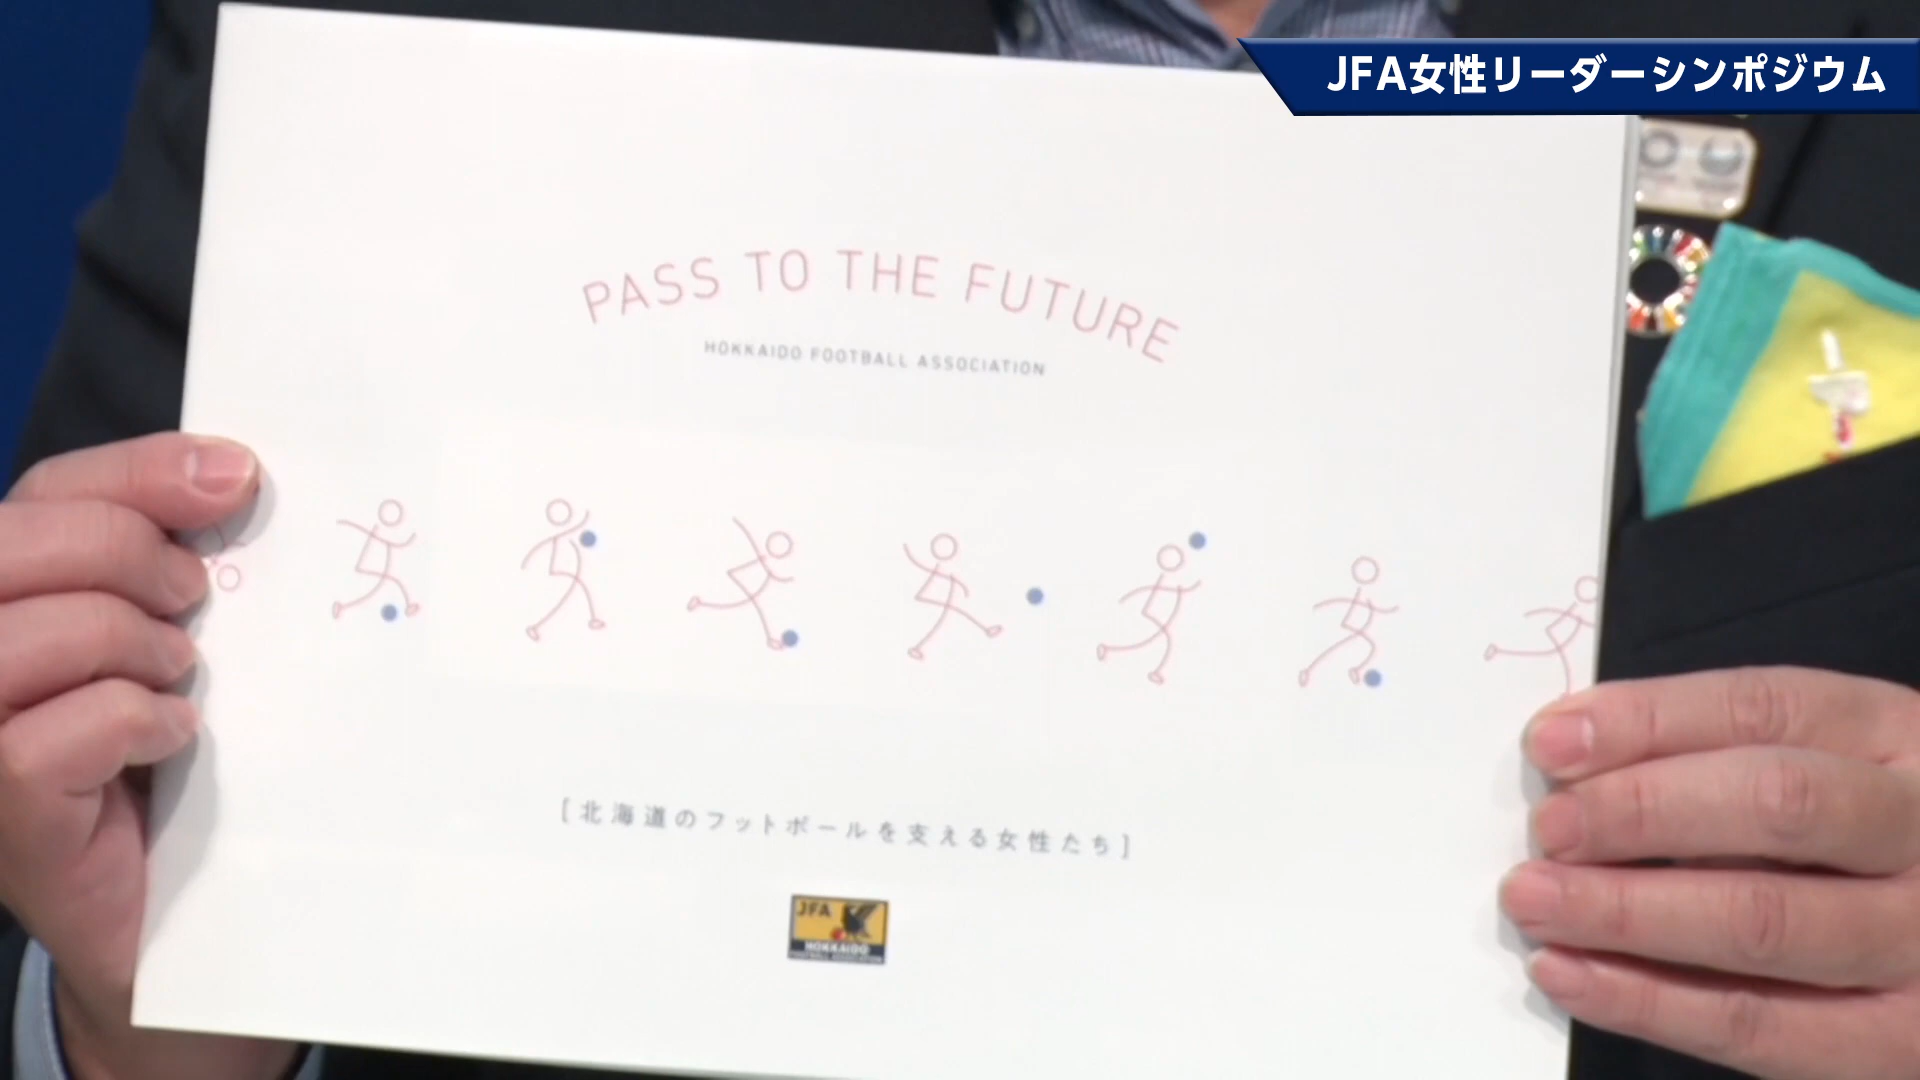 JFA女性リーダーシンポジウム
PASS TO THE FUTURE
HOKKAIDO FOOTBALL ASSOCIATION
[北海道のフットボールを支える女性たち]
JFA
HOKKAIDO
FOOTBALL ASSOCIATION